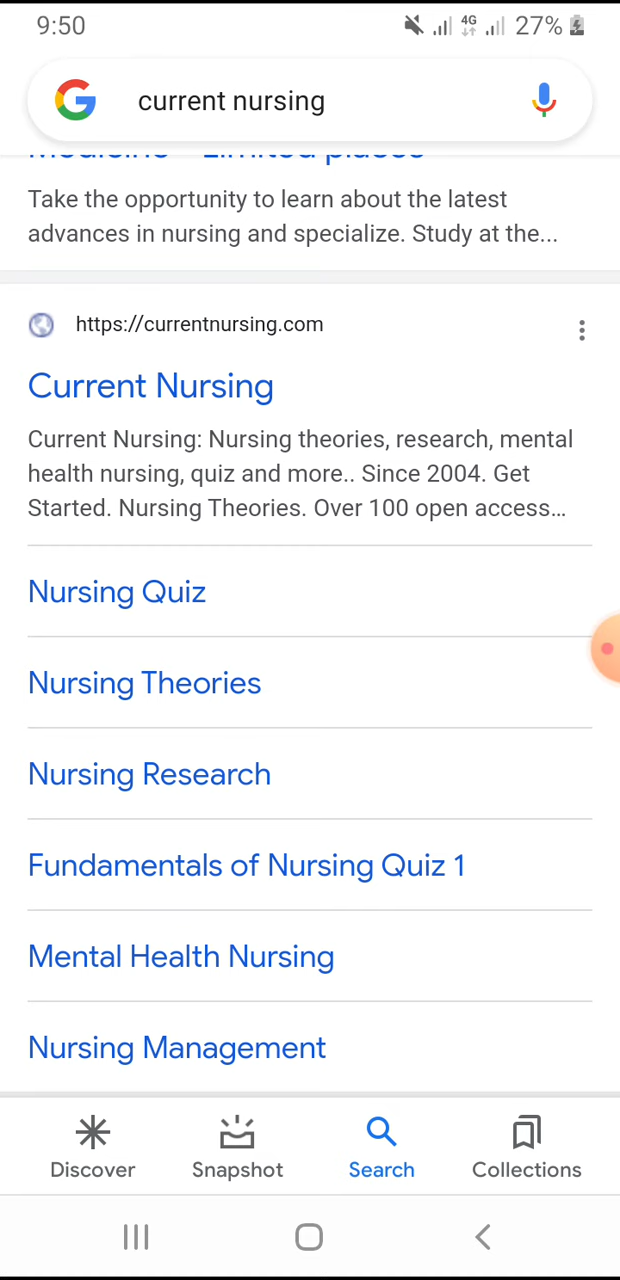 9:50
4G
27%
current nursing
Take the opportunity to learn about the latest
advances in nursing and specialize. Study at the...
https://currentnursing.com
Current Nursing
Current Nursing: Nursing theories, research, mental
health nursing, quiz and more.. Since 2004. Get
Started. Nursing Theories. Over 100 open access...
Nursing Quiz
Nursing Theories
Nursing Research
Fundamentals of Nursing Quiz 1
Mental Health Nursing
Nursing Management
Discover
Snapshot
Search
Collections